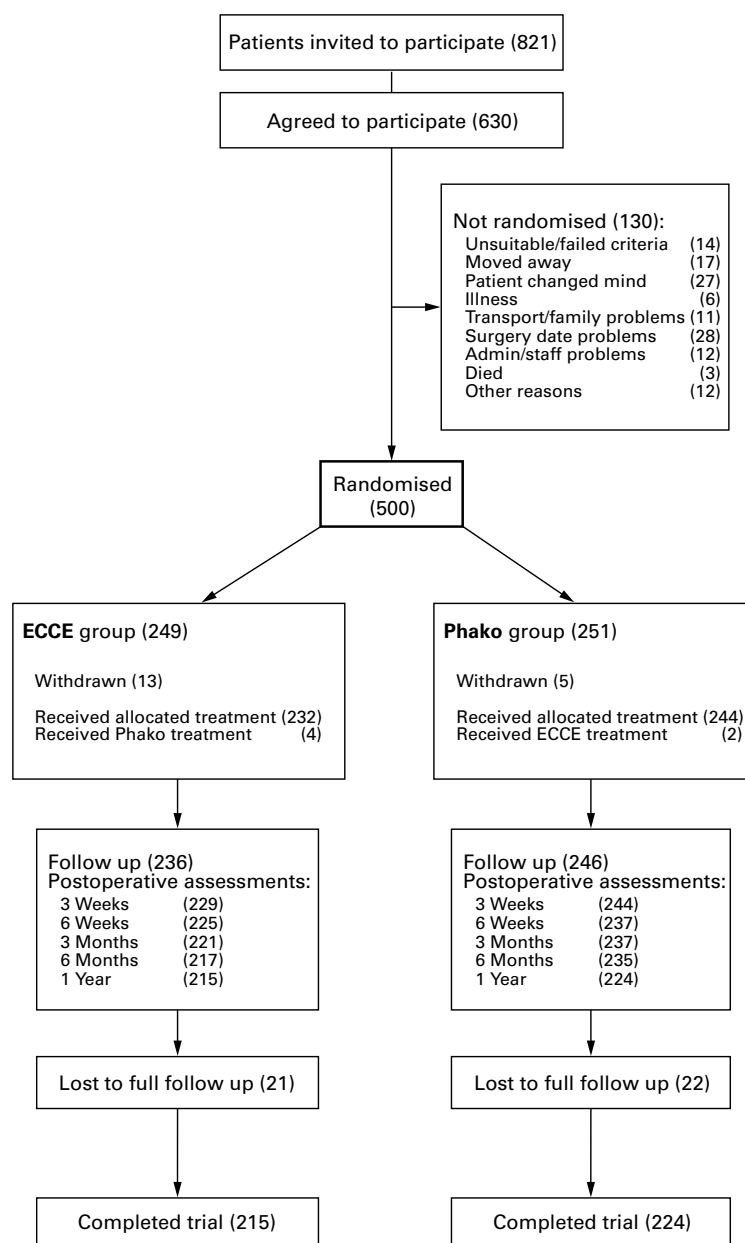 Patients invited to participate (821)
Agreed to participate (630)
Not randomised (130):
Unsuitable/failed criteria (14)
Moved away (17)
Patient changed mind (27)
Illness (6)
Transport/family problems (11)
Surgery date problems (28)
Admin/staff problems (12)
Died (3)
Other reasons (12)
Randomised
(500)
ECCE group (249)
Withdrawn (13)
Received allocated treatment (232)
Received Phako treatment (4)
Phako group (251)
Withdrawn (5)
Received allocated treatment (244)
Received ECCE treatment (2)
Follow up (236)
Postoperative assessments:
3 Weeks (229)
6 Weeks (225)
3 Months (221)
6 Months (217)
1 Year (215)
Follow up (246)
Postoperative assessments:
3 Weeks (244)
6 Weeks (237)
3 Months (237)
6 Months (235)
1 Year (224)
Lost to full follow up (21)
Lost to full follow up (22)
Completed trial (215)
Completed trial (224)